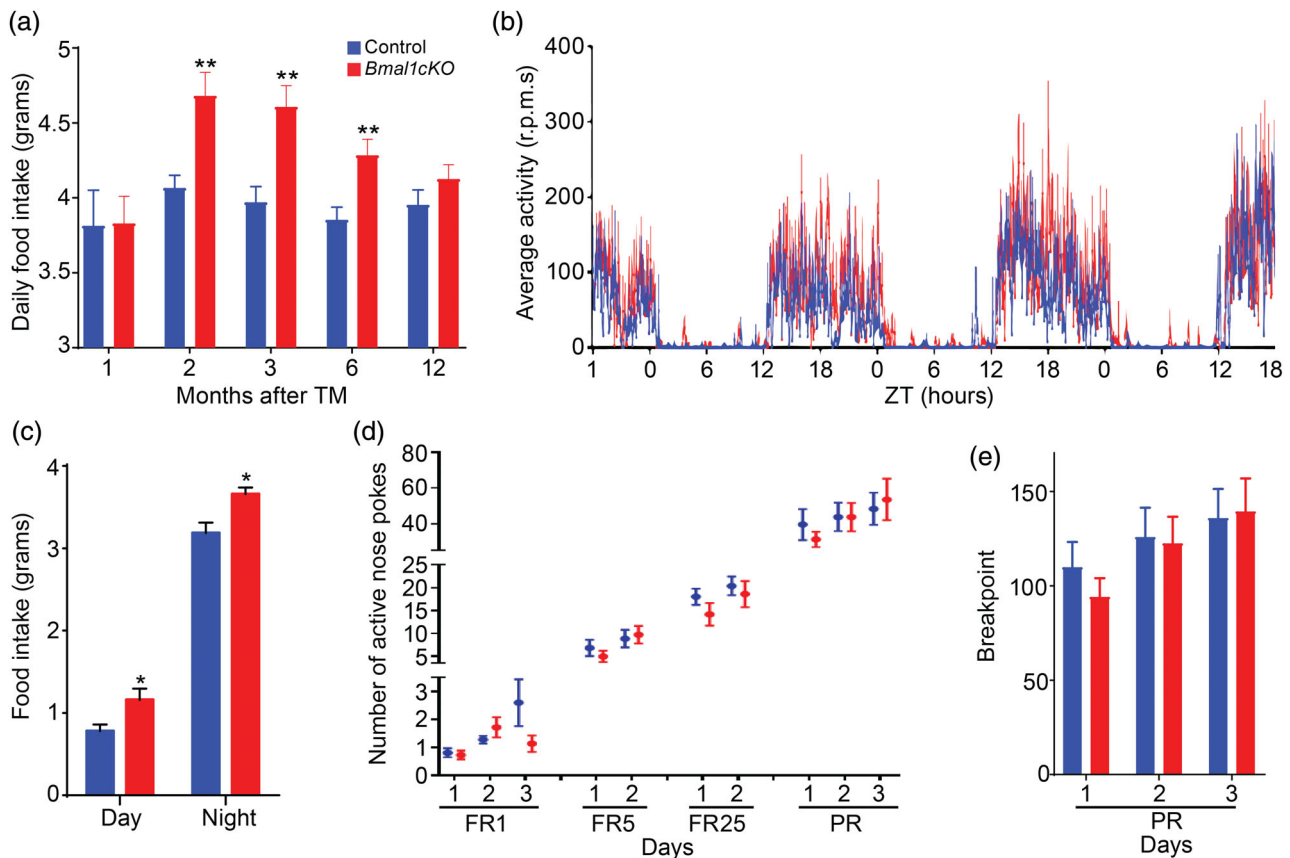 (a)
Daily food intake (grams)
5
4.5
4
3.5
3
Control
Bmal1cKO
** ** **
1 2 3 6 12
Months after TM
(b)
Average activity (r.p.m.s)
400
300
200
100
0
1 0 6 12 18 0 6 12 18 0 6 12 18
ZT (hours)
(c)
Food intake (grams)
4
3
1
0
* *
Day Night
(d)
Number of active nose pokes
80
60
40
20
15
10
5
3
2
1
0
1 2 3 1 2 1 2 1 2 3
FR1 FR5 FR25 PR
Days
(e)
Breakpoint
150
100
50
0
1 2 3
PR
Days